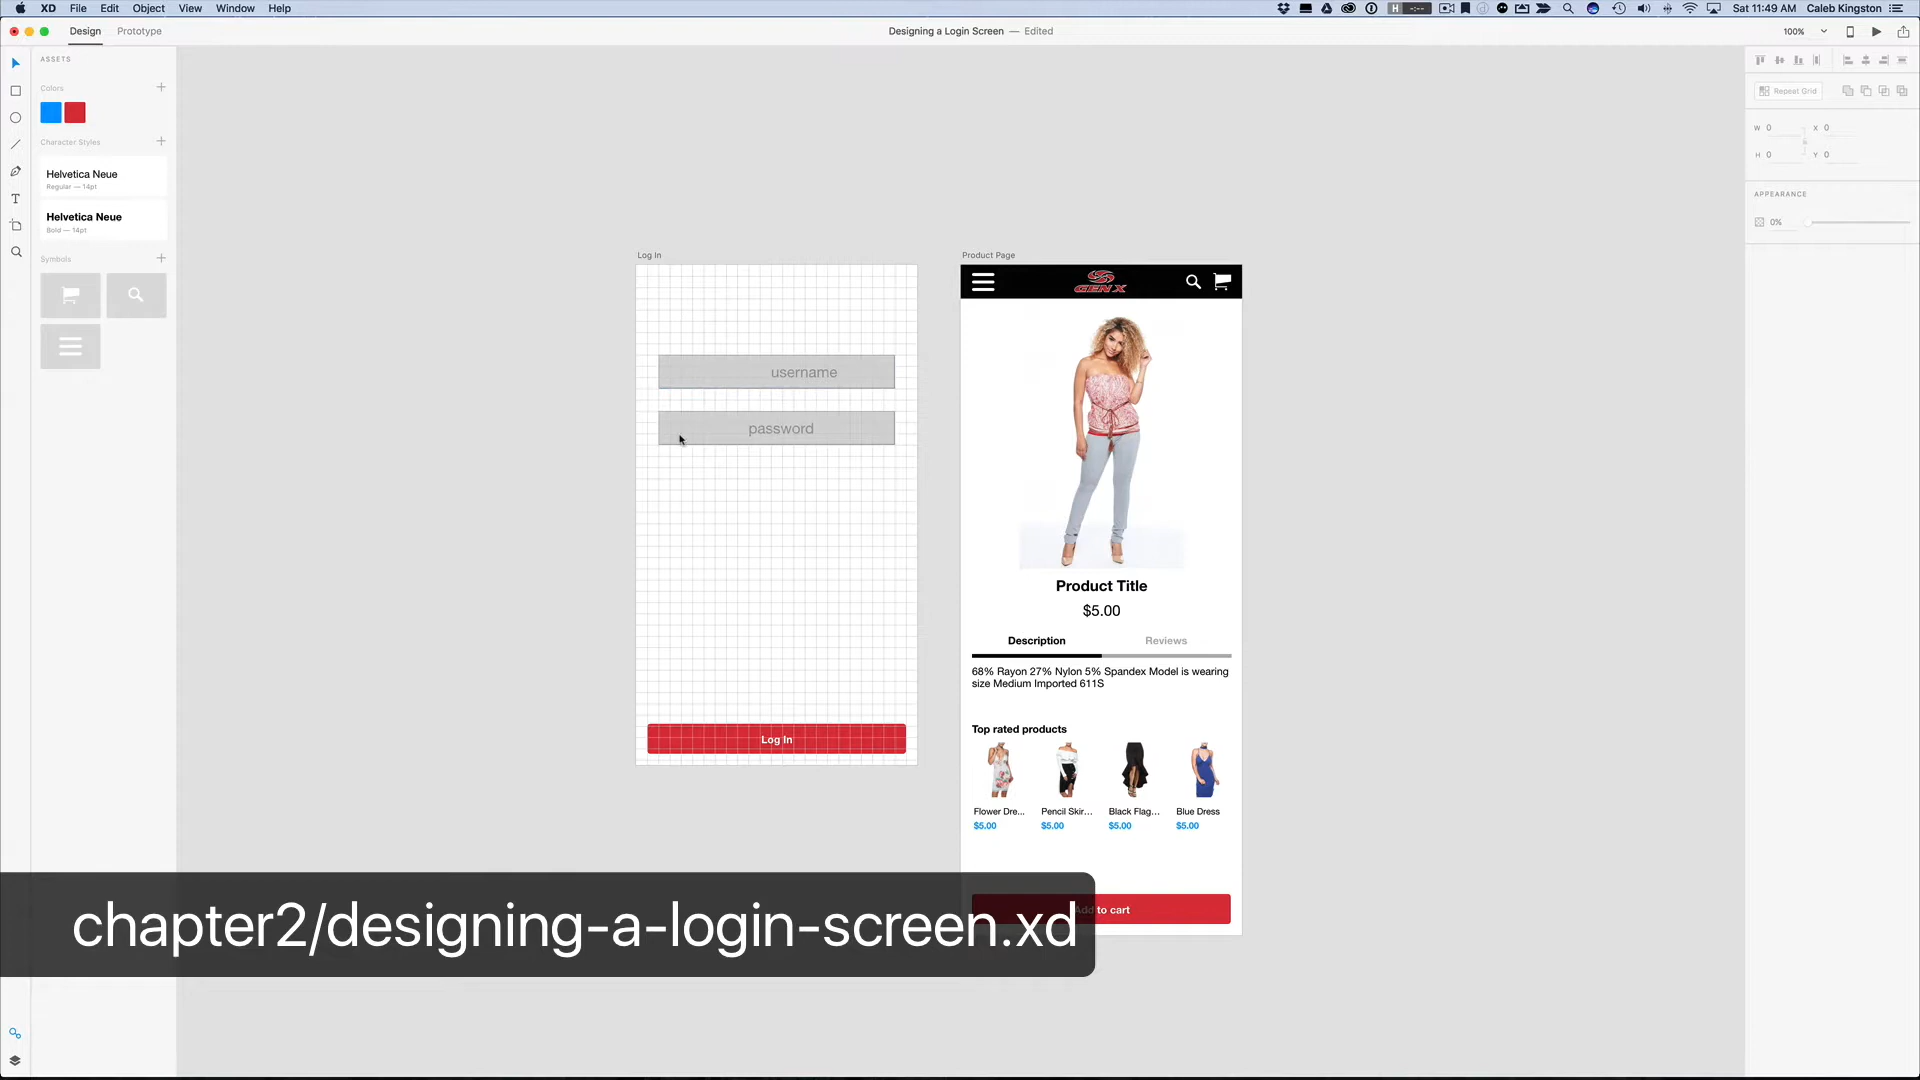 XD File Edit Object View Window Help
Sat 11:49 AM Caleb Kingston
Design Prototype
Designing a Login Screen — Edited
100%
ASSETS
Colors
Character Styles
Helvetica Neue
Regular — 14pt
Helvetica Neue
Bold — 14pt
Symbols
Repeat Grid
W 0 X 0
H 0 Y 0
APPEARANCE
0%
Log In
username
password
Log In
Product Page
GEN X
Product Title
$5.00
Description Reviews
68% Rayon 27% Nylon 5% Spandex Model is wearing
size Medium Imported 611S
Top rated products
Flower Dre... Pencil Skir... Black Flag... Blue Dress
$5.00 $5.00 $5.00 $5.00
Add to cart
chapter2/designing-a-login-screen.xd